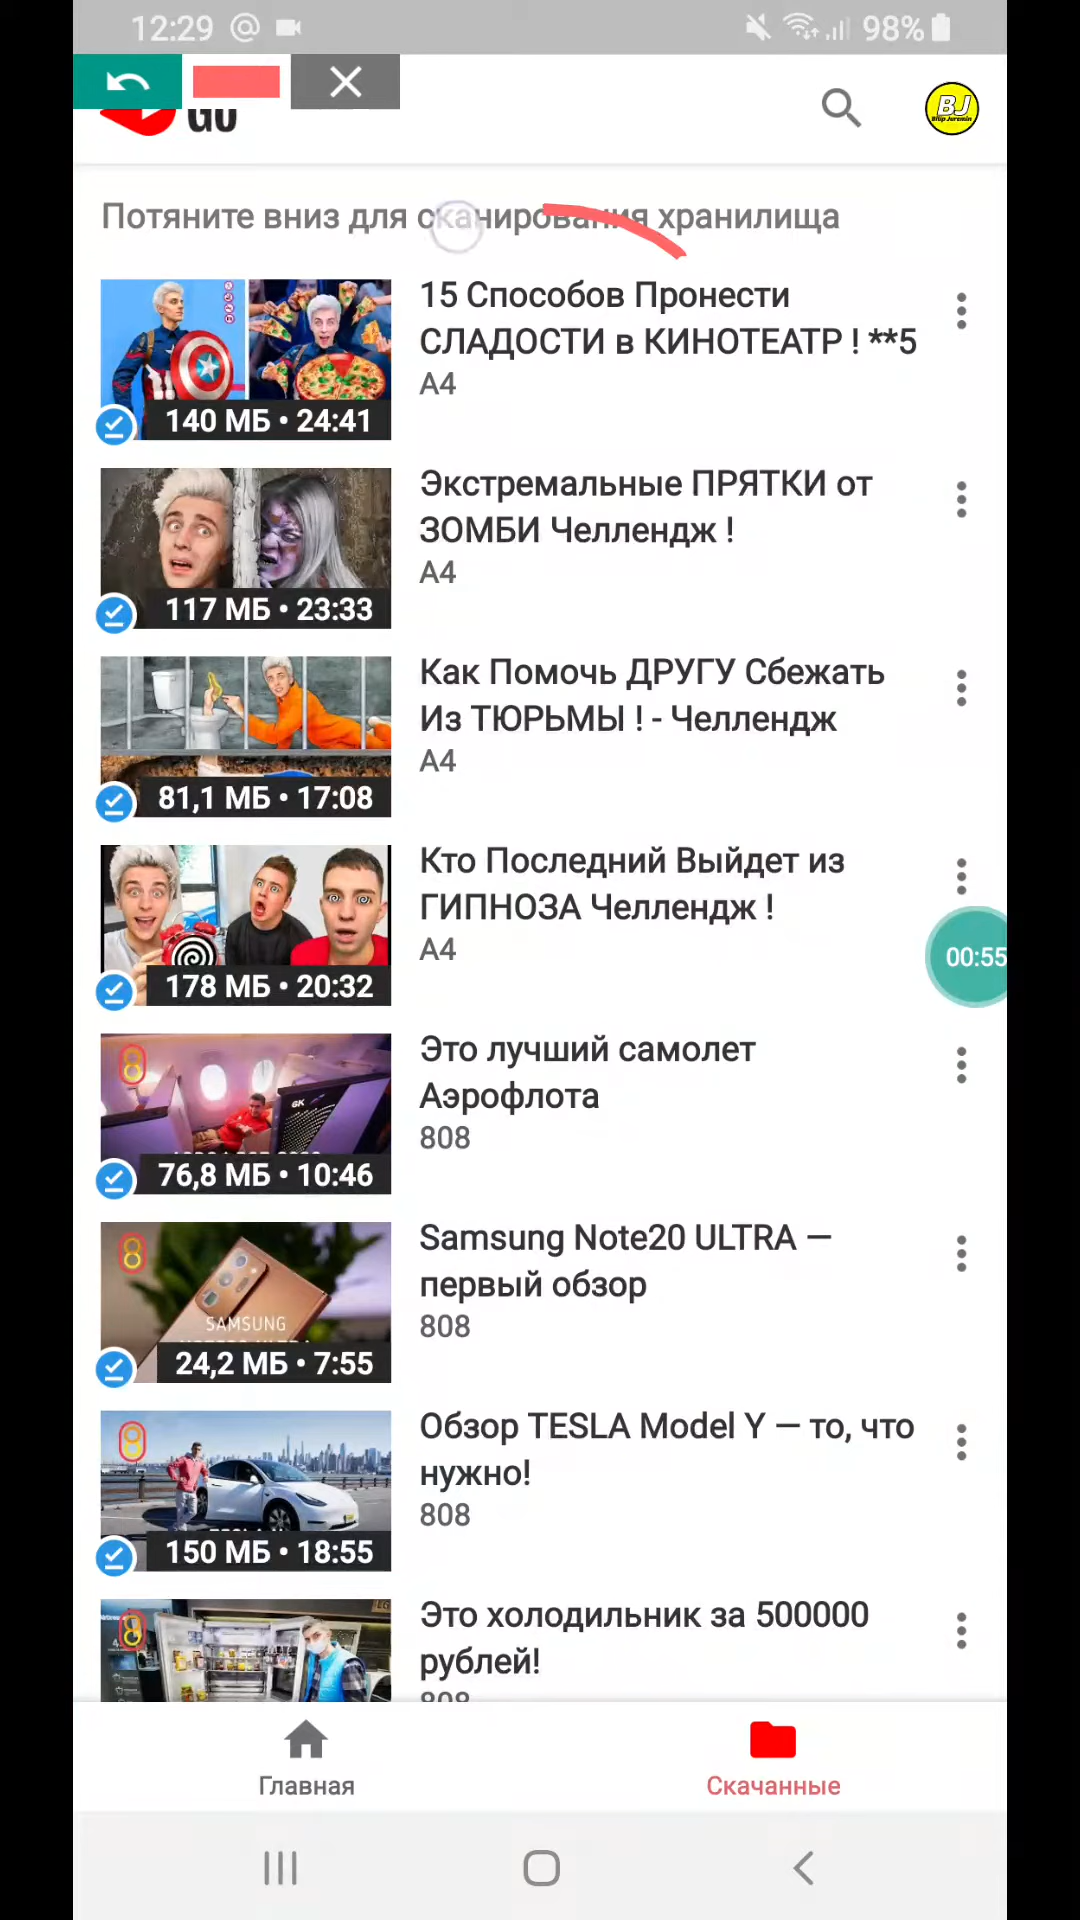 12:29
98%
GO
BJ
Потяните вниз для сканирования хранилища
15 Способов Пронести
СЛАДОСТИ в КИНОТЕАТР ! **5
A4
140 МБ • 24:41
Экстремальные ПРЯТКИ от
ЗОМБИ Челлендж !
A4
117 МБ • 23:33
Как Помочь ДРУГУ Сбежать
Из ТЮРЬМЫ ! - Челлендж
A4
81,1 МБ • 17:08
Кто Последний Выйдет из
ГИПНОЗА Челлендж !
A4
178 МБ • 20:32
00:55
Это лучший самолет
Аэрофлота
808
6K
76,8 МБ • 10:46
Samsung Note20 ULTRA —
первый обзор
808
SAMSUNG
24,2 МБ • 7:55
Обзор TESLA Model Y — то, что
нужно!
808
150 МБ • 18:55
Это холодильник за 500000
рублей!
808
Главная
Скачанные